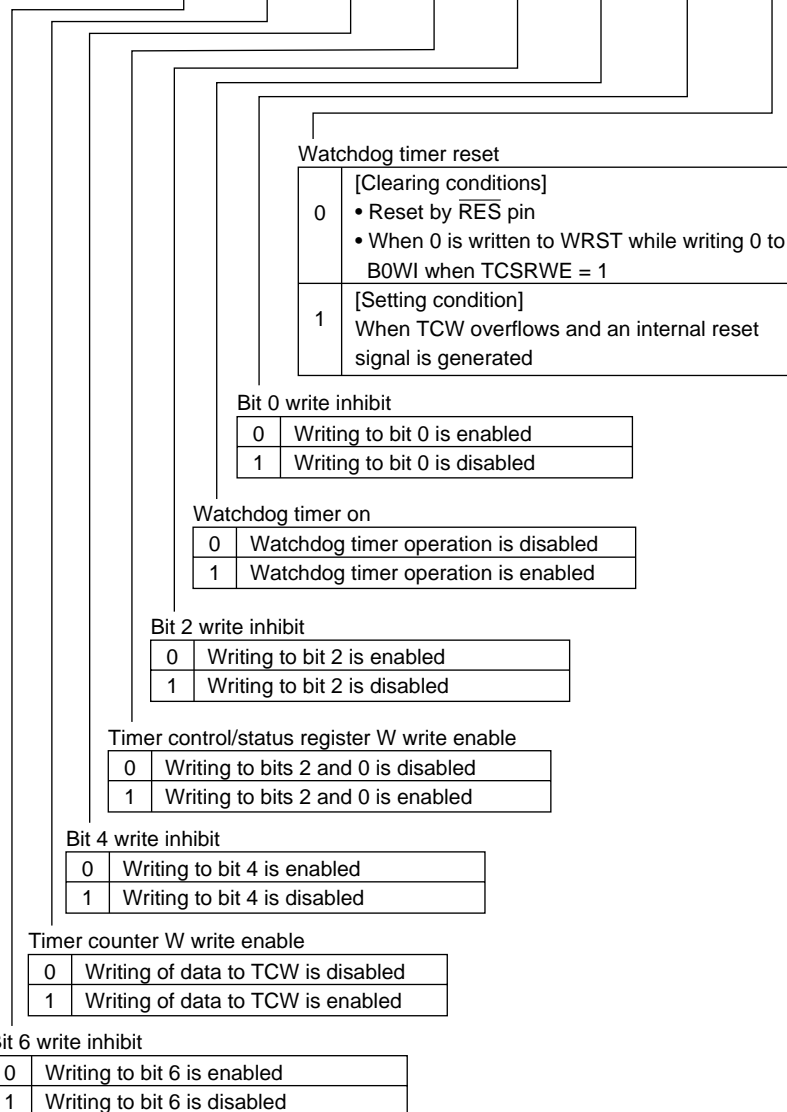 Watchdog timer reset
[Clearing conditions]
0 • Reset by RES pin
• When 0 is written to WRST while writing 0 to
B0WI when TCSRWE = 1
[Setting condition]
1 When TCW overflows and an internal reset
signal is generated
Bit 0 write inhibit
0 Writing to bit 0 is enabled
1 Writing to bit 0 is disabled
Watchdog timer on
0 Watchdog timer operation is disabled
1 Watchdog timer operation is enabled
Bit 2 write inhibit
0 Writing to bit 2 is enabled
1 Writing to bit 2 is disabled
Timer control/status register W write enable
0 Writing to bits 2 and 0 is disabled
1 Writing to bits 2 and 0 is enabled
Bit 4 write inhibit
0 Writing to bit 4 is enabled
1 Writing to bit 4 is disabled
Timer counter W write enable
0 Writing of data to TCW is disabled
1 Writing of data to TCW is enabled
it 6 write inhibit
0 Writing to bit 6 is enabled
1 Writing to bit 6 is disabled